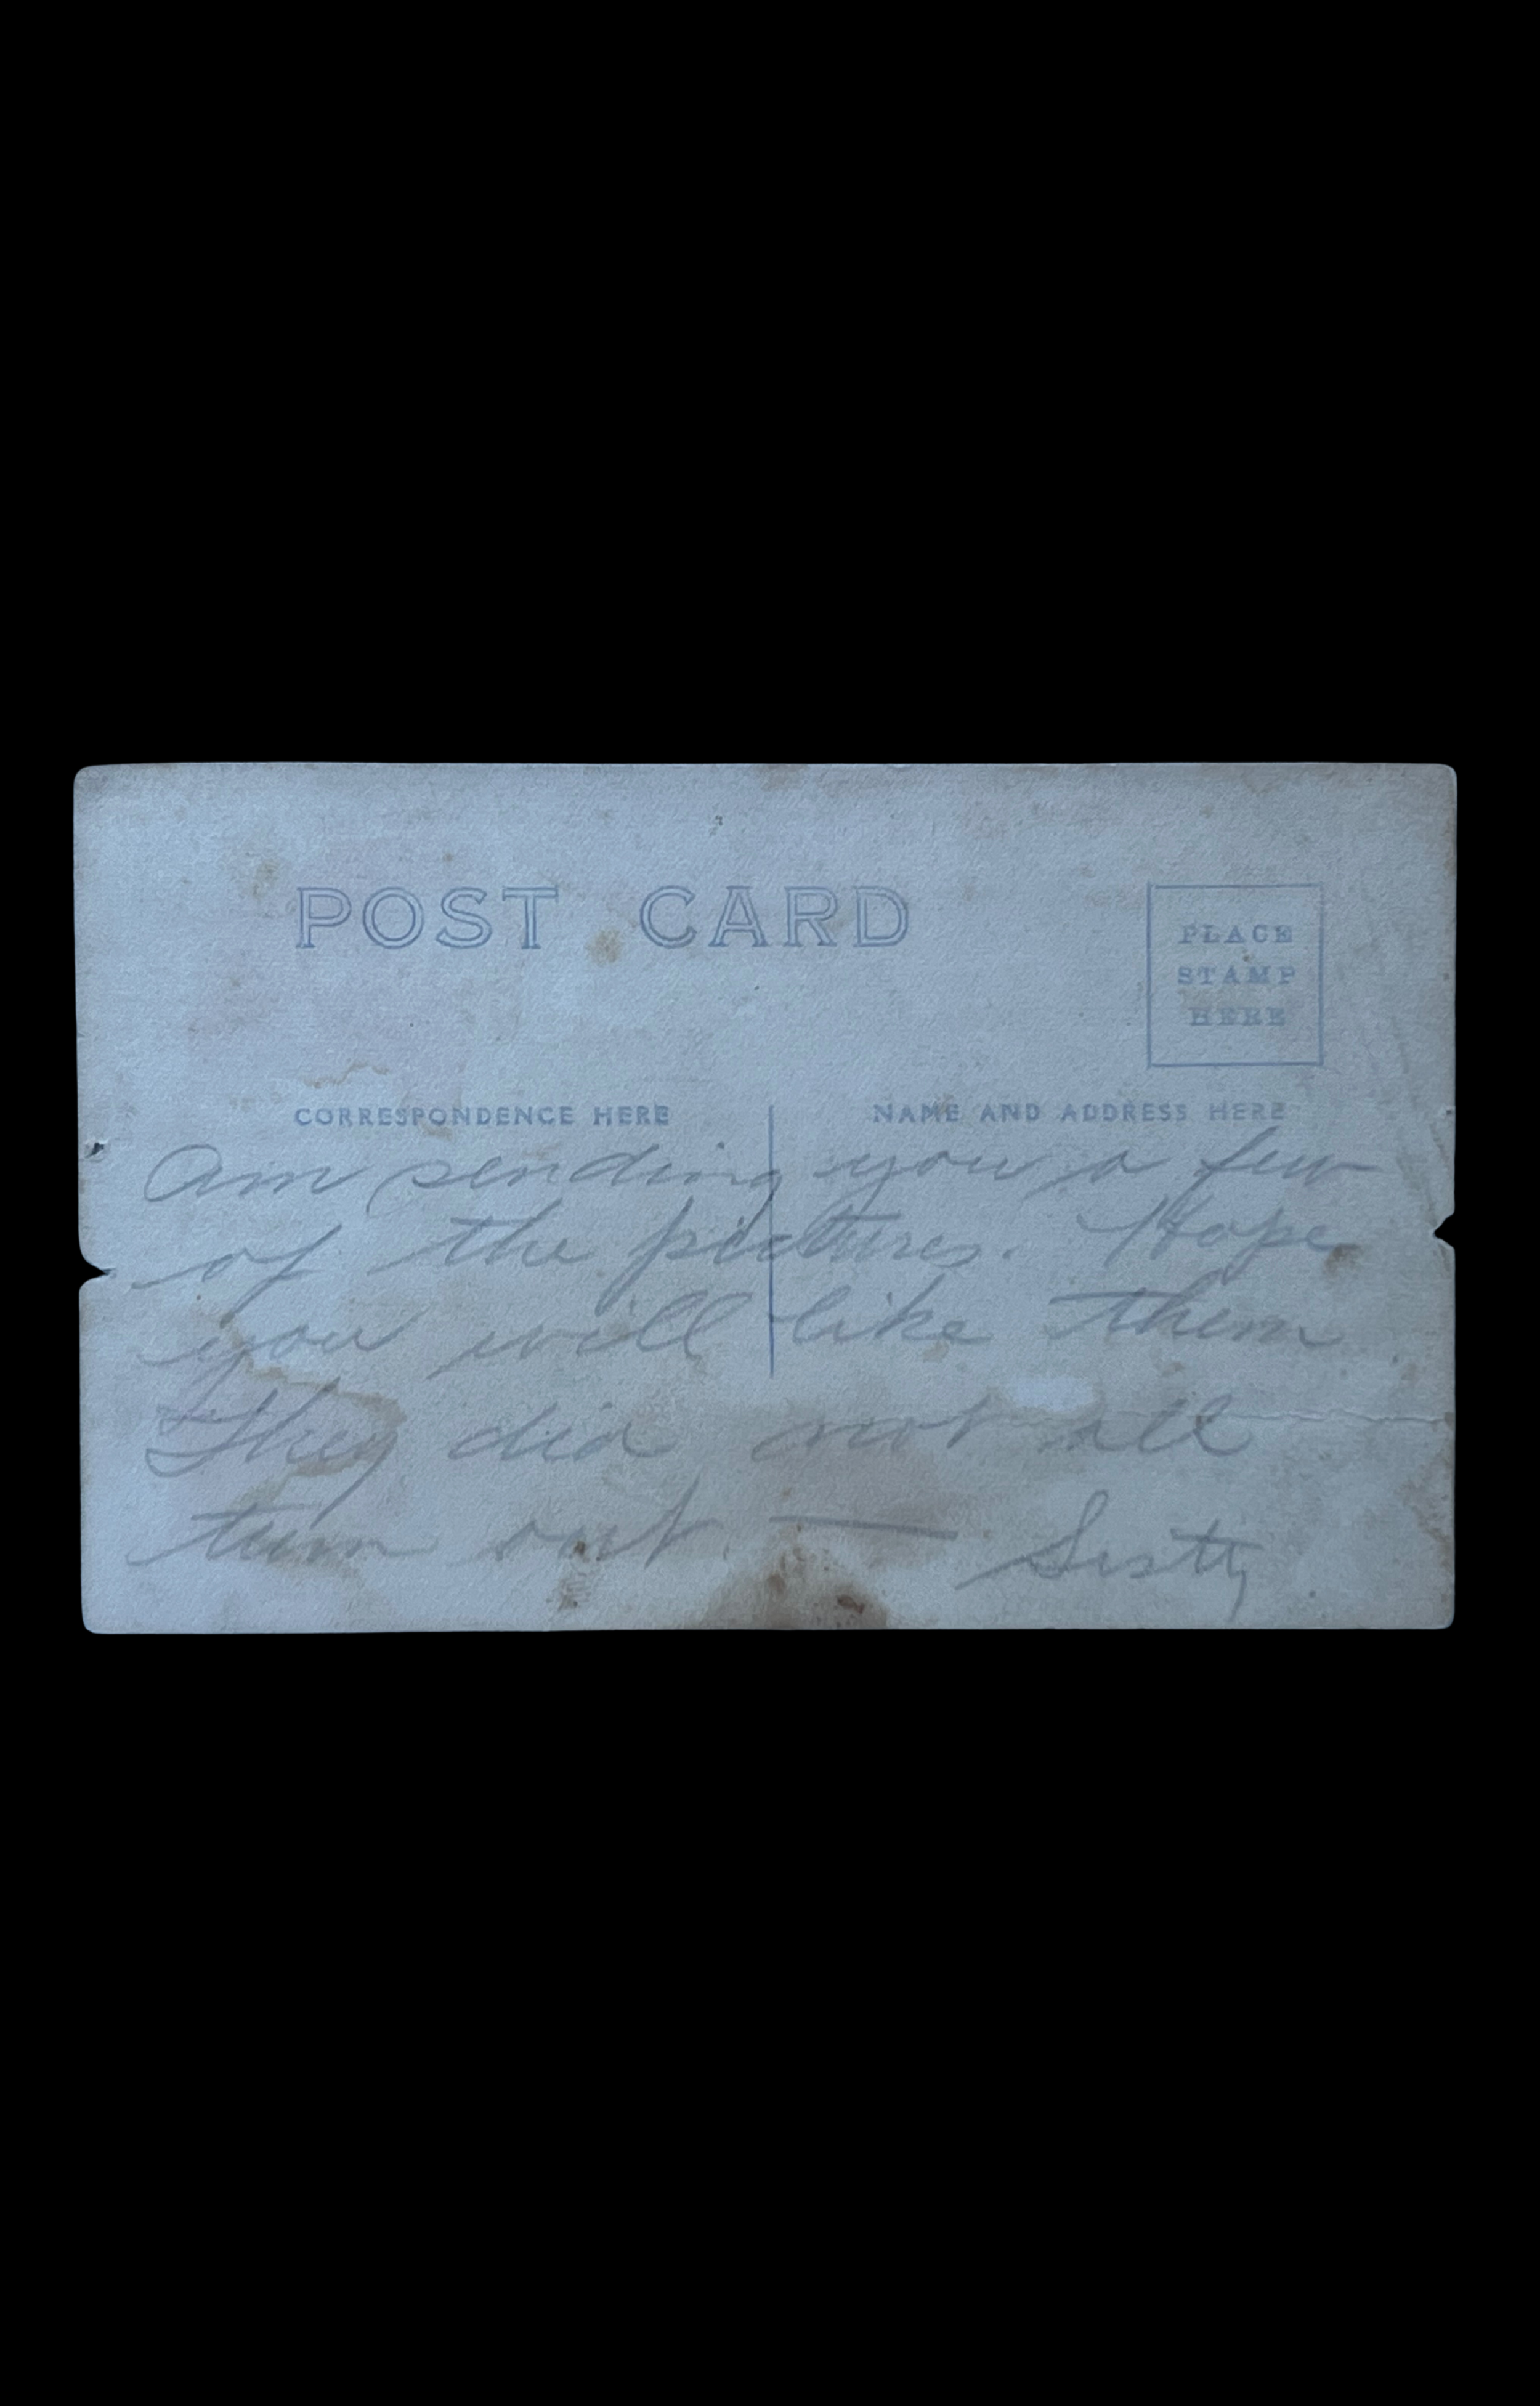 POST CARD
PLACE
STAMP
HERE
CORRESPONDENCE HERE
NAME AND ADDRESS HERE
Am sending you a few
of the pictures. Hope
you will like them
They did not all
turn out. — Sisty